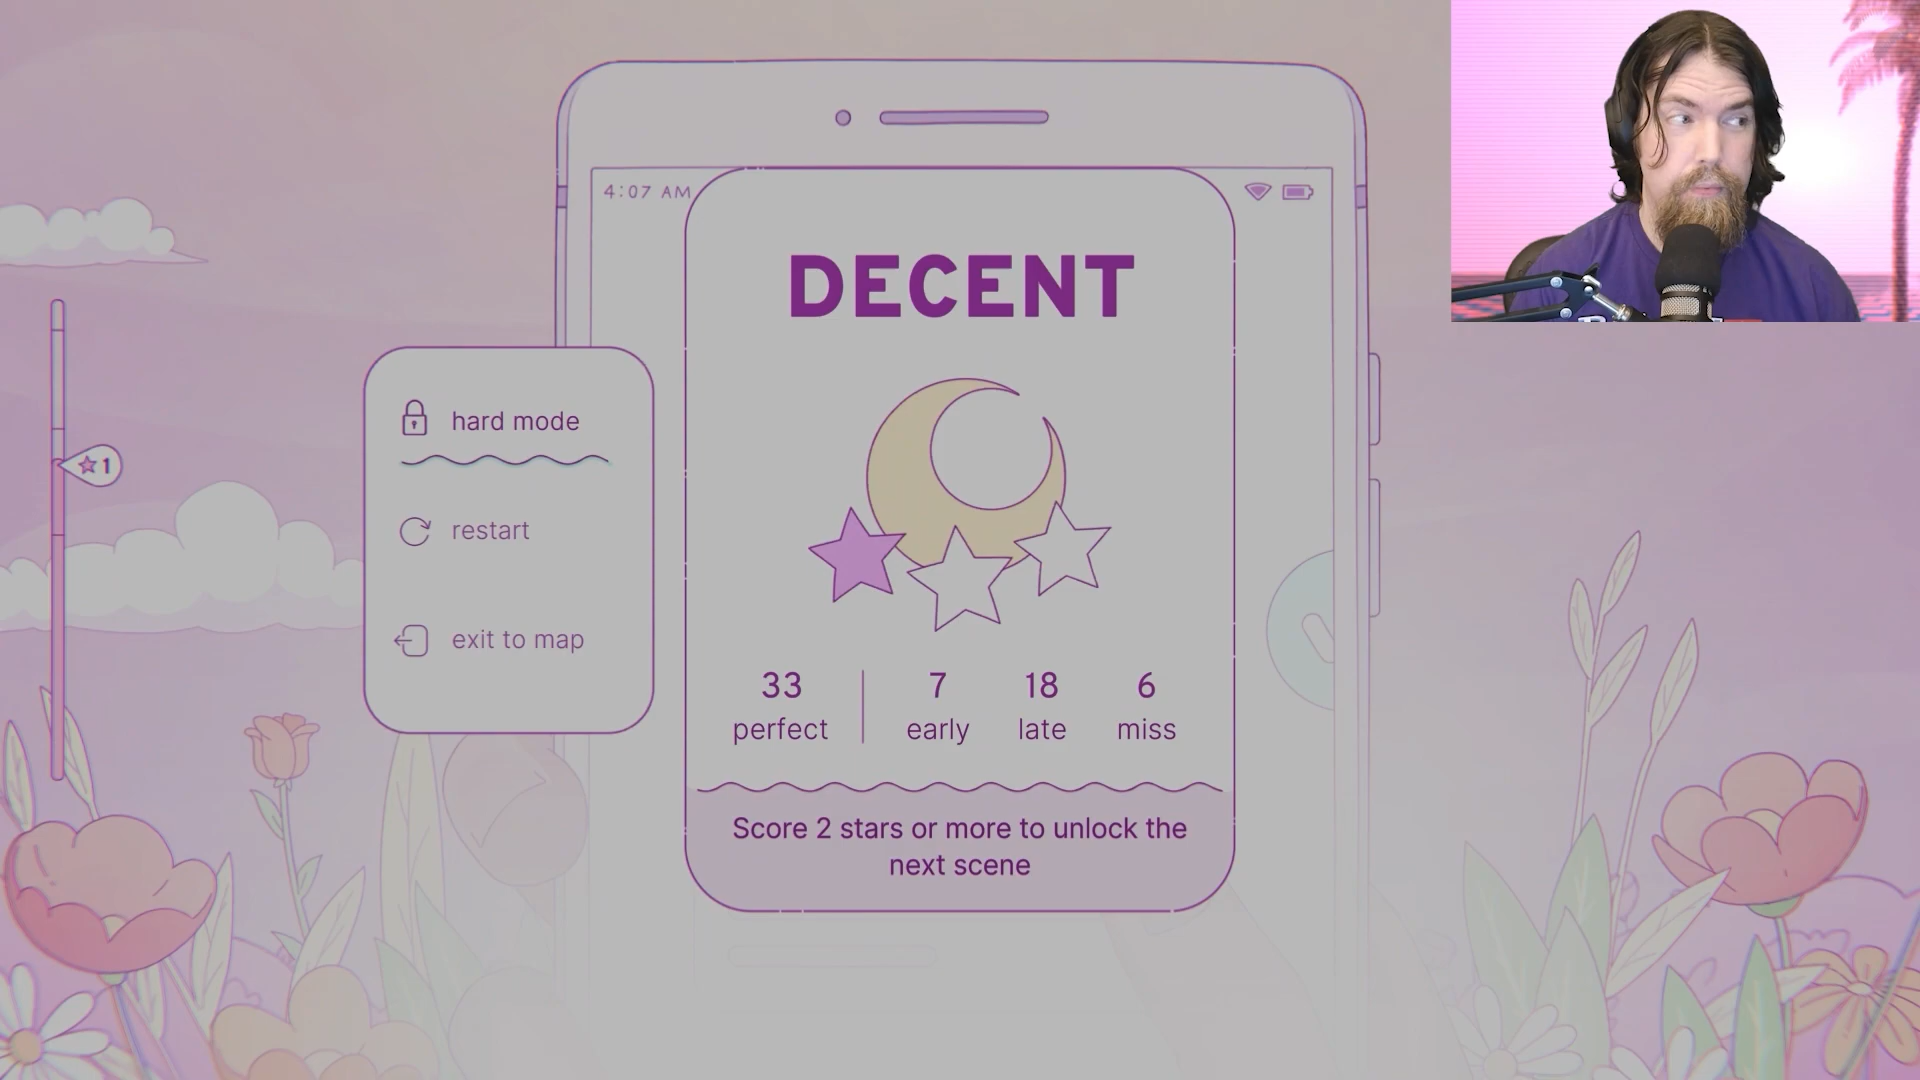 4:07 AM
DECENT
hard mode
1
restart
exit to map
33 7 18 6
perfect early late miss
Score 2 stars or more to unlock the
next scene